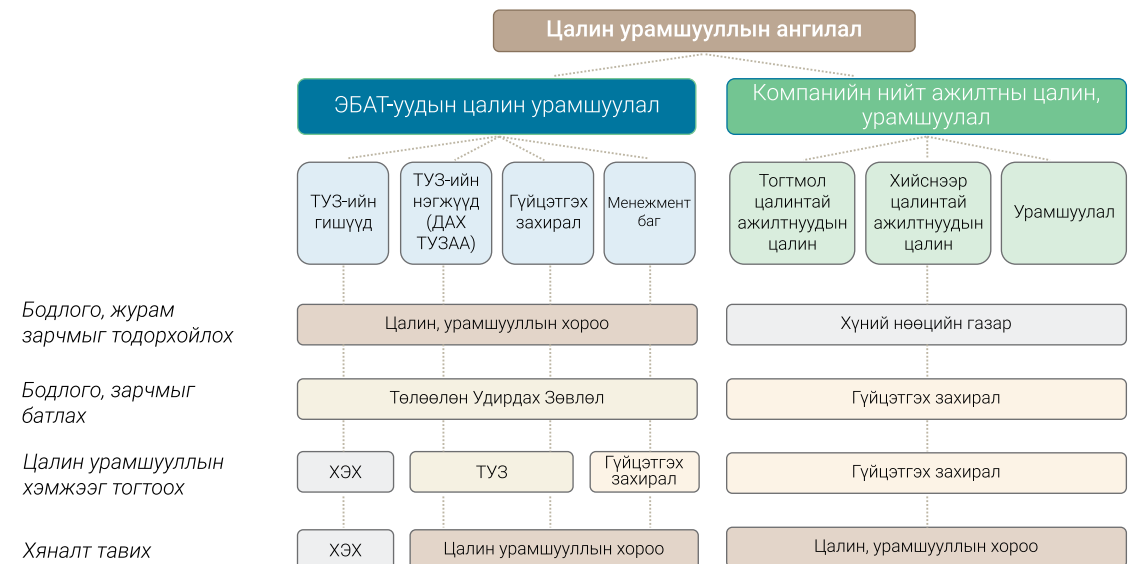 Цалин урамшууллын ангилал
ЭБАТ-уудын цалин урамшуулал
Компанийн нийт ажилтны цалин,
урамшуулал
ТУЗ-ийн
гишүүд
ТУЗ-ийн
нэгжүүд
(ДАХ
ТУЗАА)
Гүйцэтгэх
захирал
Менежмент
баг
Тогтмол
цалинтай
ажилтнуудын
цалин
Хийснээр
цалинтай
ажилтнуудын
цалин
Урамшуулал
Бодлого, журам
зарчмыг тодорхойлох
Цалин, урамшууллын хороо
Хүний нөөцийн газар
Бодлого, зарчмыг
батлах
Төлөөлөн Удирдах Зөвлөл
Гүйцэтгэх захирал
Цалин урамшууллын
хэмжээг тогтоох
ХЭХ
ТУЗ
Гүйцэтгэх
захирал
Гүйцэтгэх захирал
Хяналт тавих
ХЭХ
Цалин урамшууллын хороо
Цалин, урамшууллын хороо